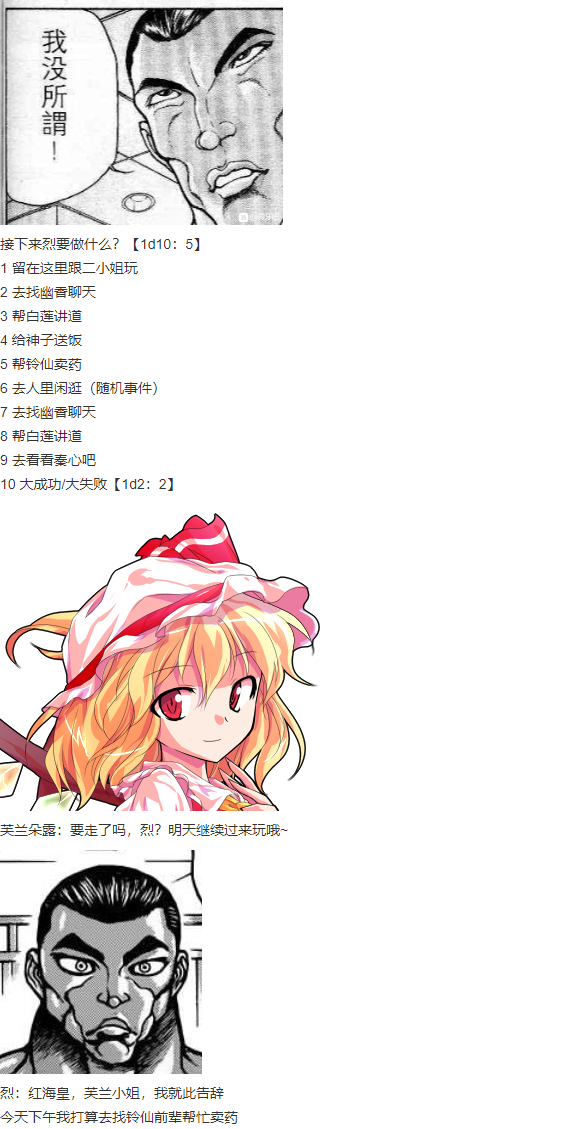 我没所謂！
接下来烈要做什么？【1d10：5】
1 留在这里跟二小姐玩
2 去找幽香聊天
3 帮白莲讲道
4 给神子送饭
5 帮铃仙卖药
6 去人里闲逛（随机事件）
7 去找幽香聊天
8 帮白莲讲道
9 去看看秦心吧
10 大成功/大失败【1d2：2】
芙兰朵露：要走了吗，烈？明天继续过来玩哦~
烈：红海皇，芙兰小姐，我就此告辞
今天下午我打算去找铃仙前辈帮忙卖药